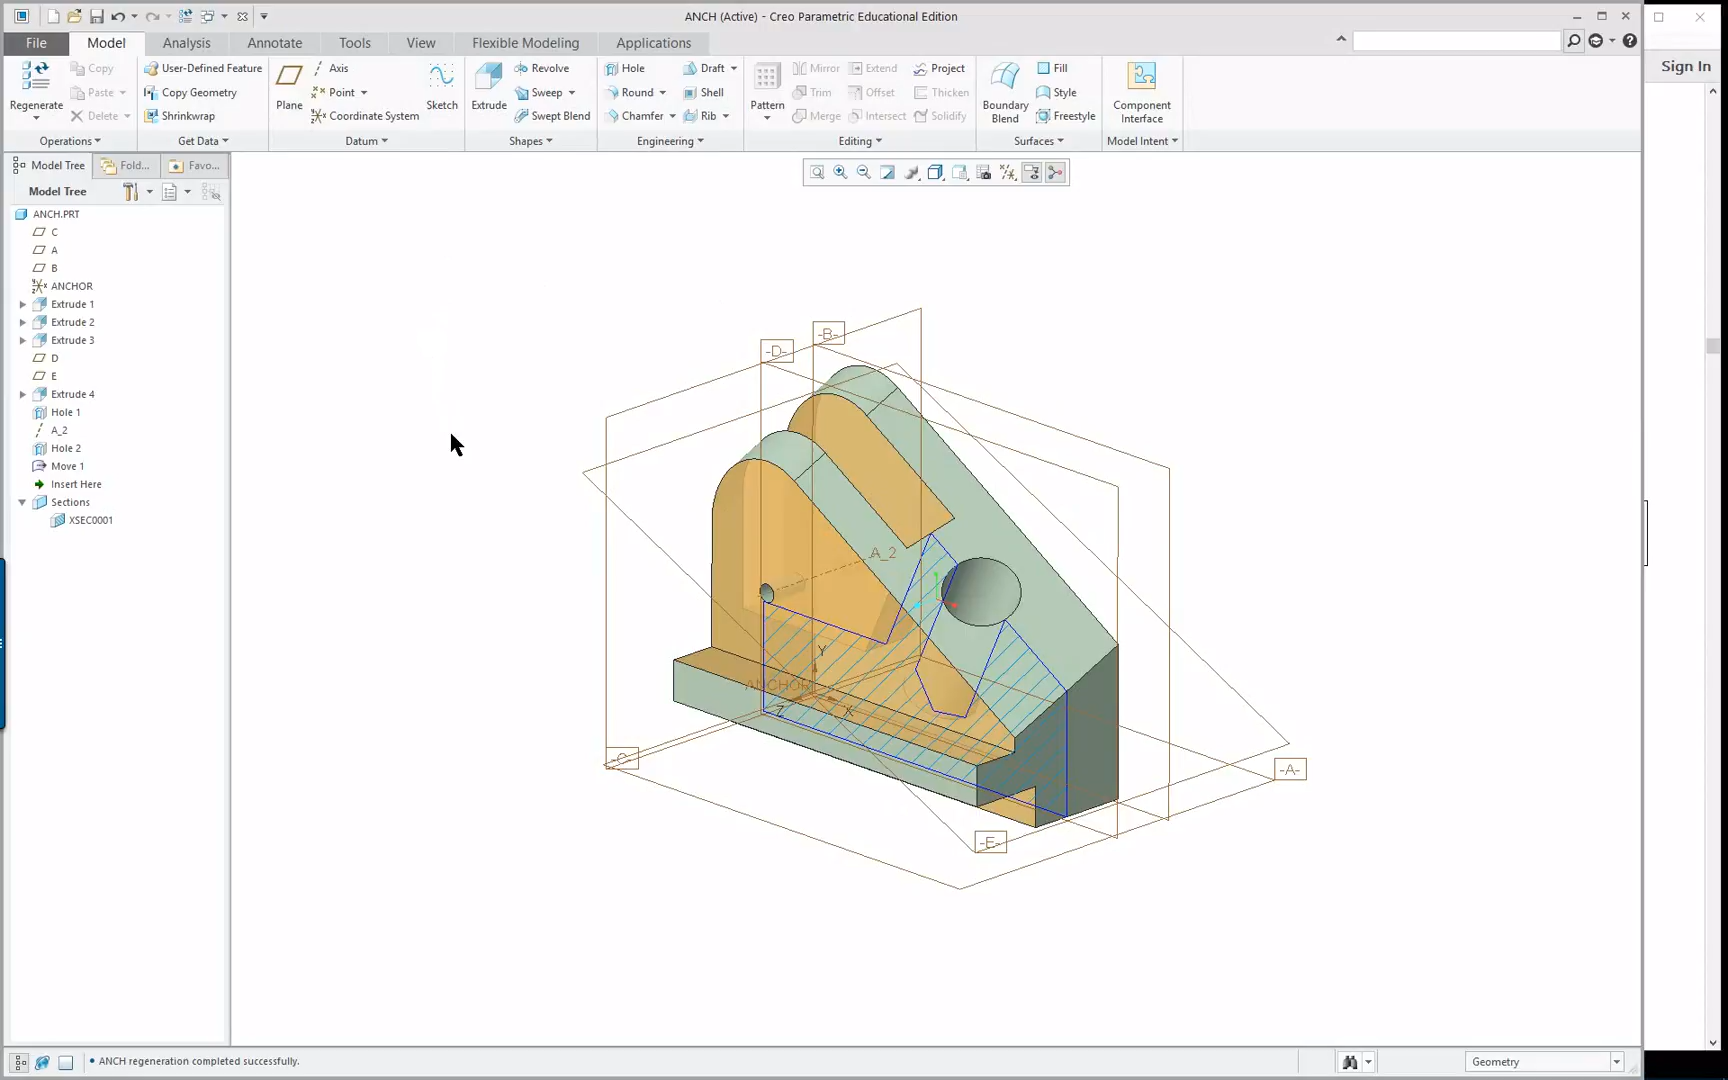 ANCH (Active) - Creo Parametric Educational Edition
File Model Analysis Annotate Tools View Flexible Modeling Applications
Sign In
Regenerate
Copy
Paste
Delete
Operations
User-Defined Feature
Copy Geometry
Shrinkwrap
Get Data
Plane
Axis
Point
Coordinate System
Sketch
Datum
Extrude
Revolve
Sweep
Swept Blend
Shapes
Hole
Round
Chamfer
Draft
Shell
Rib
Engineering
Pattern
Mirror
Trim
Merge
Extend
Offset
Intersect
Project
Thicken
Solidify
Editing
Boundary
Blend
Fill
Style
Freestyle
Surfaces
Component
Interface
Model Intent
Model Tree Fold... Favo...
Model Tree
ANCH.PRT
C
A
B
ANCHOR
Extrude 1
Extrude 2
Extrude 3
D
E
Extrude 4
Hole 1
A_2
Hole 2
Move 1
Insert Here
Sections
XSEC0001
-B-
-D-
A_2
Y
ANCHOR
Z
X
-C-
-A-
-E-
• ANCH regeneration completed successfully.
Geometry